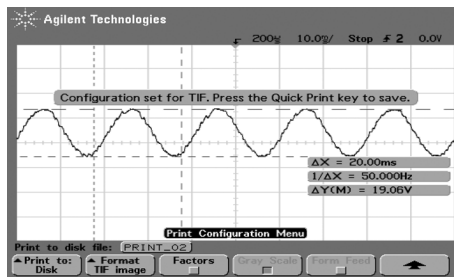 Agilent Technologies
200℧ 10.0℧/ Stop ⨍ 2 0.0V
Configuration set for TIF. Press the Quick Print key to save.
ΔX = 20.00ms
1/ΔX = 50.000Hz
ΔY(M) = 19.06V
Print Configuration Menu
Print to disk file: PRINT_02
Print to: Disk
Format TIF image
Factors
Gray Scale
Form Feed